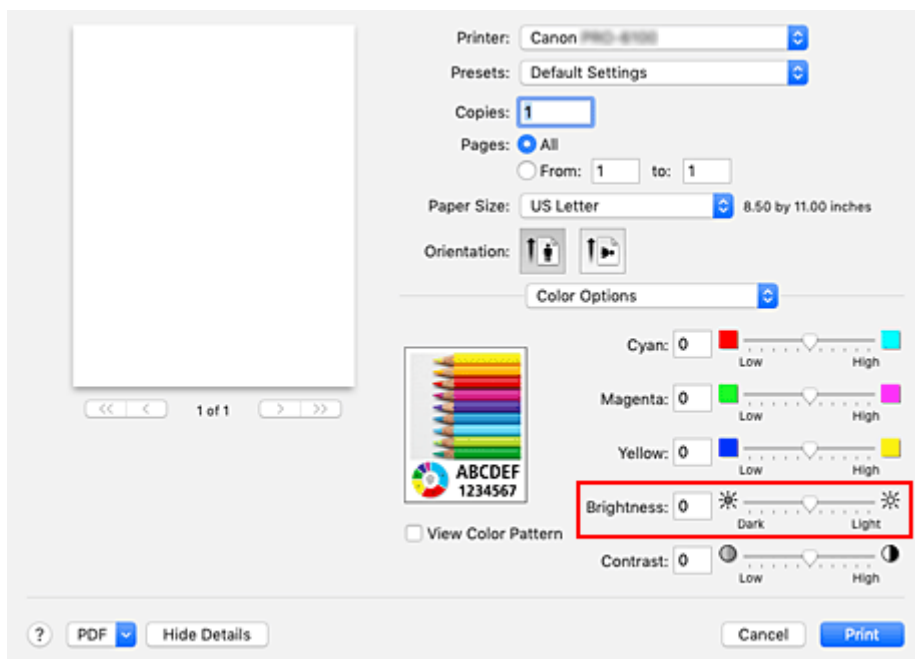 Printer: Canon
Presets: Default Settings
Copies: 1
Pages: All
From: 1 to: 1
Paper Size: US Letter 8.50 by 11.00 inches
Orientation:
Color Options
Cyan: 0
Low High
Magenta: 0
Low High
Yellow: 0
Low High
Brightness: 0
Dark Light
Contrast: 0
Low High
ABCDEF
1234567
View Color Pattern
<< < 1 of 1 > >>
? PDF Hide Details Cancel Print